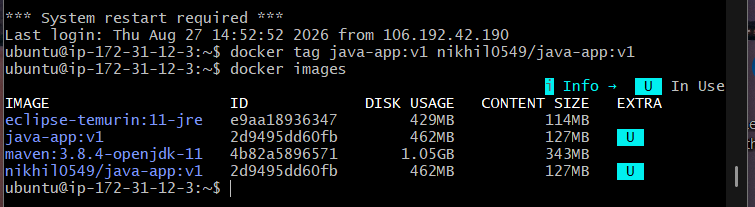 *** System restart required ***
Last login: Thu Aug 27 14:52:52 2026 from 106.192.42.190
ubuntu@ip-172-31-12-3:~$ docker tag java-app:v1 nikhil0549/java-app:v1
ubuntu@ip-172-31-12-3:~$ docker images
i Info → U In Use
IMAGE ID DISK USAGE CONTENT SIZE EXTRA
eclipse-temurin:11-jre e9aa18936347 429MB 114MB
java-app:v1 2d9495dd60fb 462MB 127MB U
maven:3.8.4-openjdk-11 4b82a5896571 1.05GB 343MB
nikhil0549/java-app:v1 2d9495dd60fb 462MB 127MB U
ubuntu@ip-172-31-12-3:~$